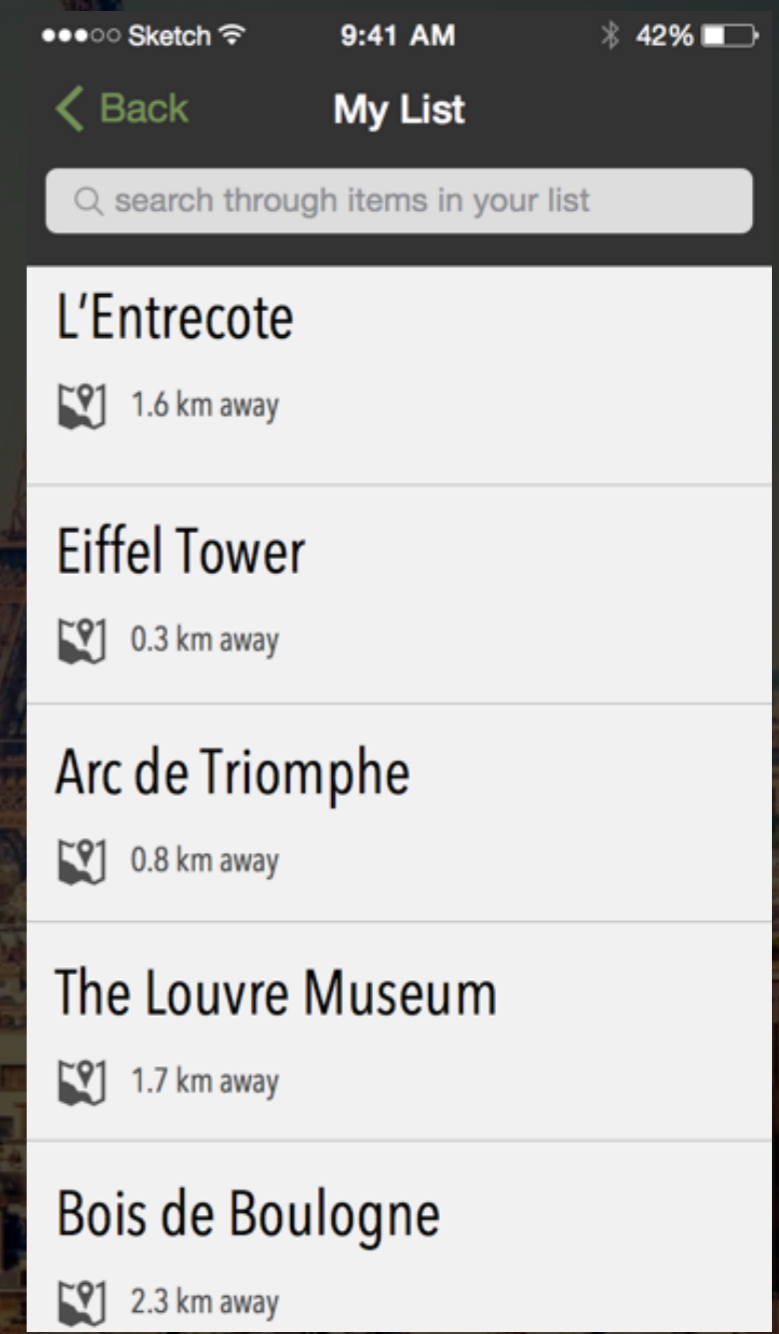 Sketch 9:41 AM 42%
Back My List
search through items in your list
L’Entrecote
1.6 km away
Eiffel Tower
0.3 km away
Arc de Triomphe
0.8 km away
The Louvre Museum
1.7 km away
Bois de Boulogne
2.3 km away